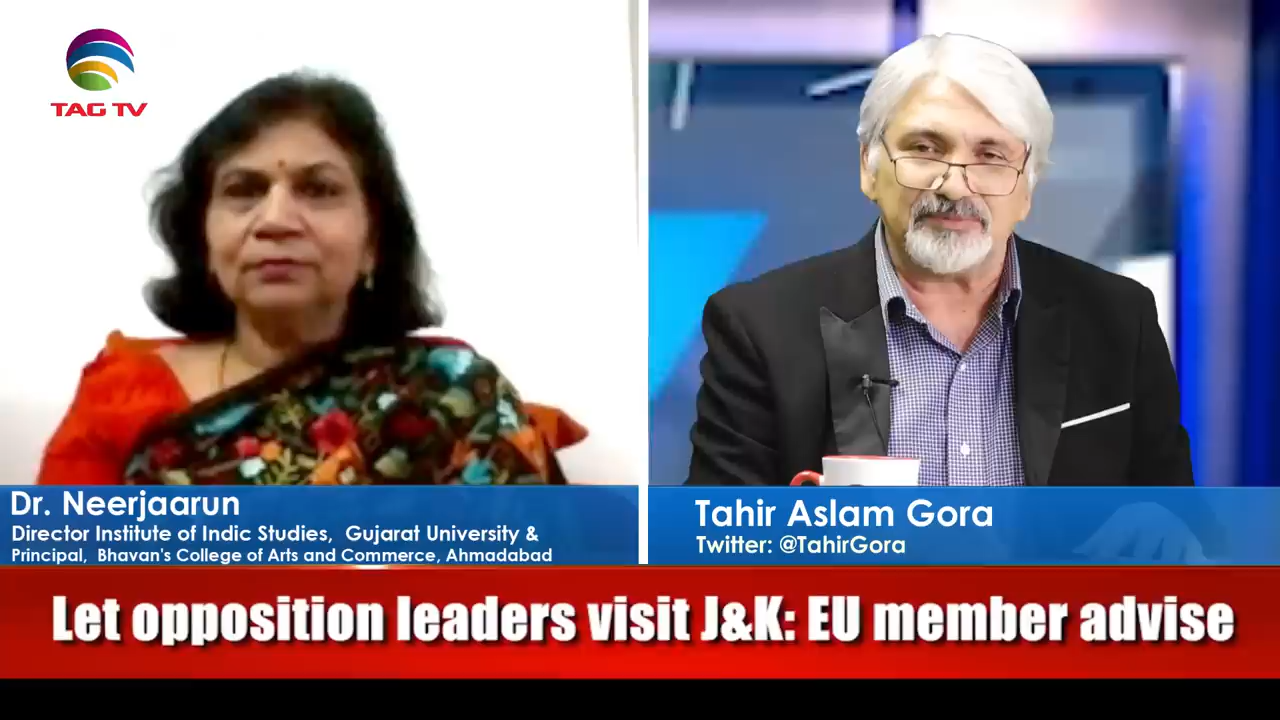 TAG TV
Dr. Neerjaarun
Director Institute of Indic Studies, Gujarat University &
Principal, Bhavan's College of Arts and Commerce, Ahmadabad
Tahir Aslam Gora
Twitter: @TahirGora
Let opposition leaders visit J&K: EU member advise